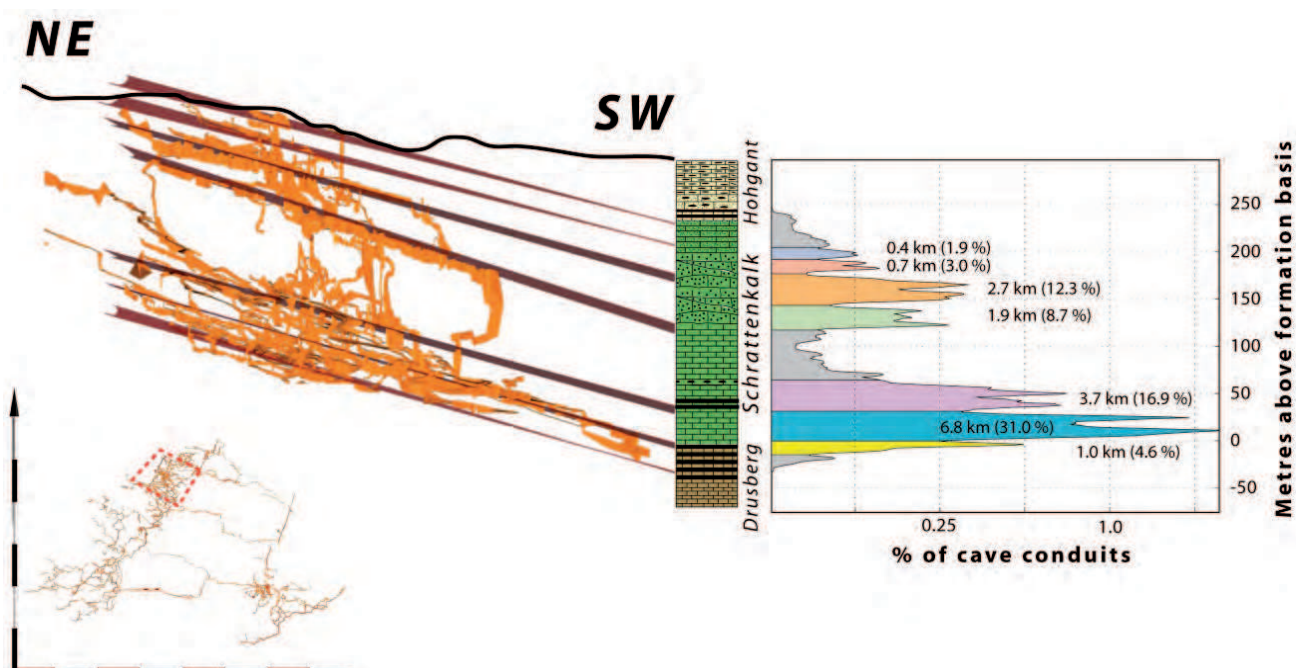 NE
SW
Hohgant
Schrattenkalk
Drusberg
0.4 km (1.9 %)
0.7 km (3.0 %)
2.7 km (12.3 %)
1.9 km (8.7 %)
3.7 km (16.9 %)
6.8 km (31.0 %)
1.0 km (4.6 %)
250
200
150
100
50
0
-50
Metres above formation basis
0.25
1.0
% of cave conduits